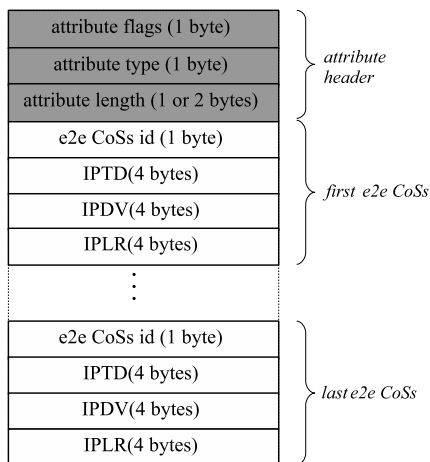 attribute flags (1 byte)
attribute type (1 byte)
attribute length (1 or 2 bytes)
attribute
header
e2e CoSs id (1 byte)
IPTD(4 bytes)
IPDV(4 bytes)
IPLR(4 bytes)
first e2e CoSs
e2e CoSs id (1 byte)
IPTD(4 bytes)
IPDV(4 bytes)
IPLR(4 bytes)
last e2e CoSs